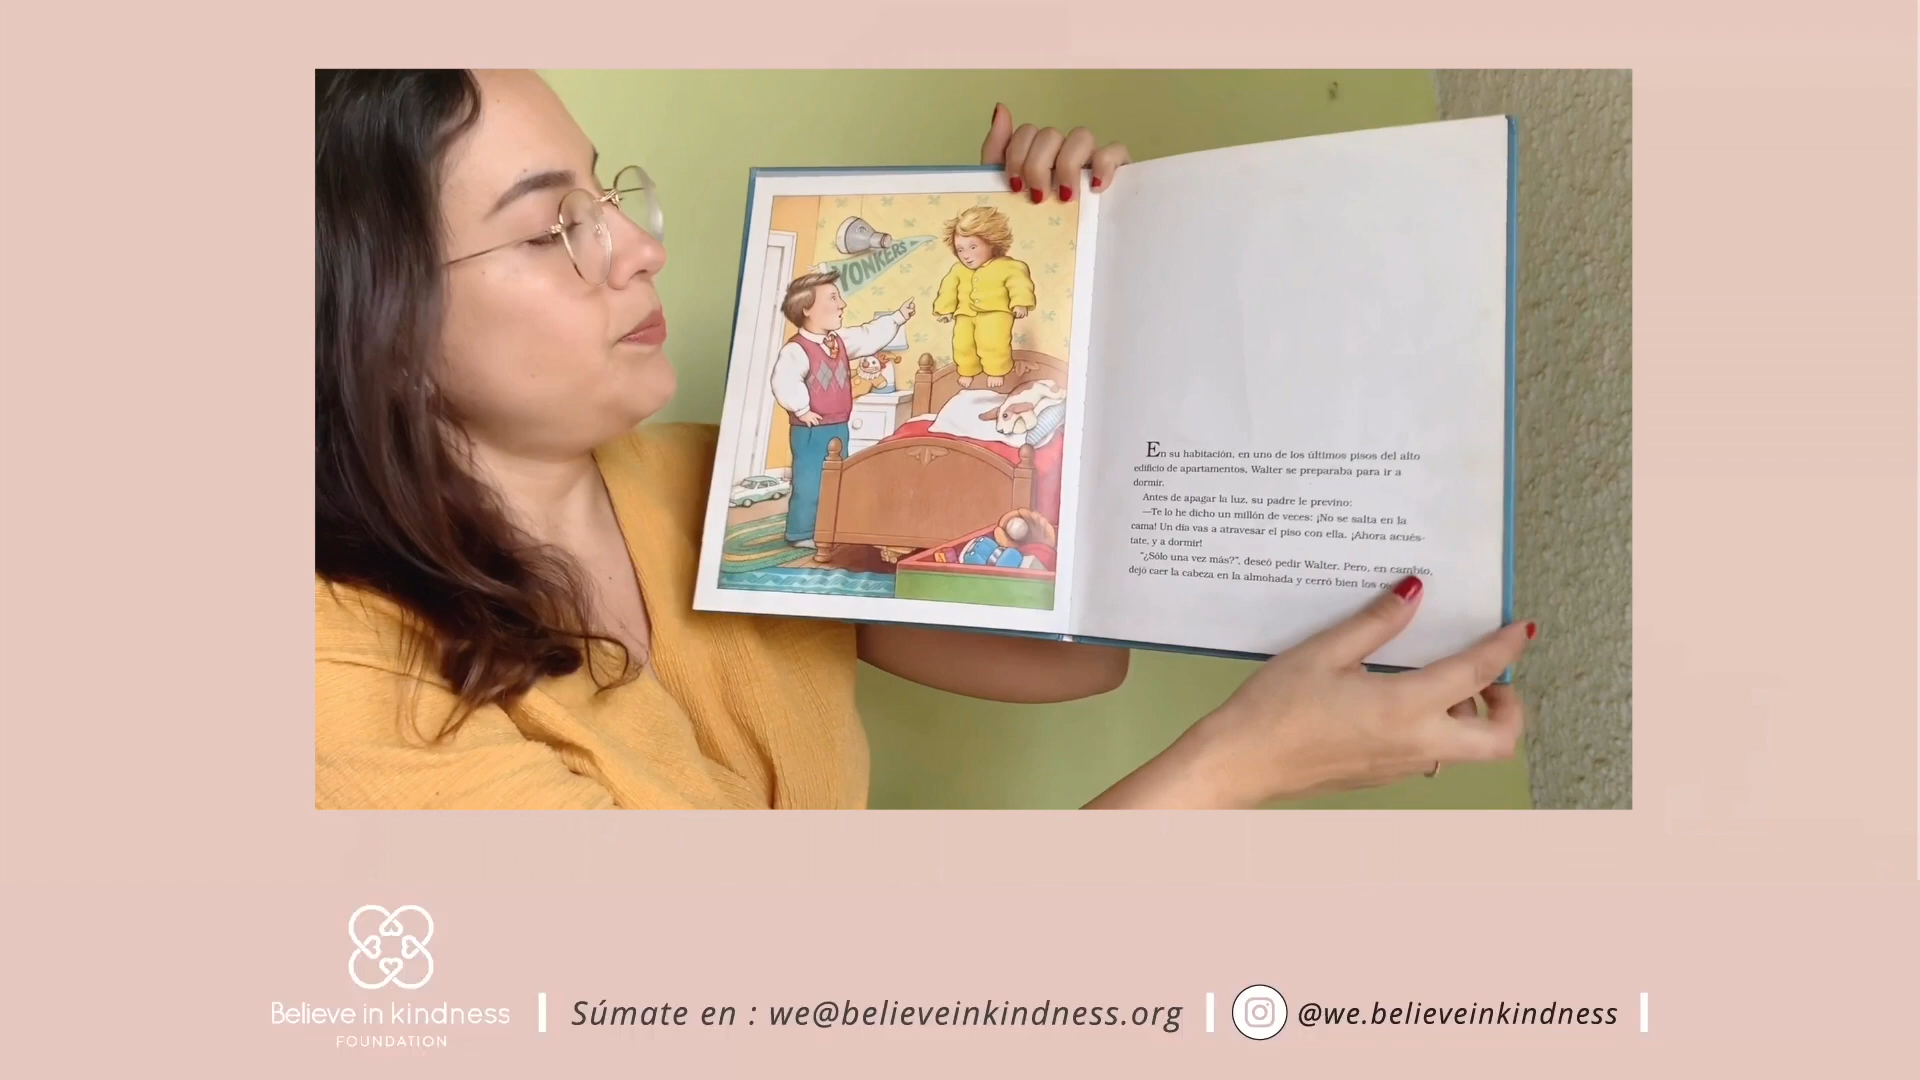 YONKERS
En su habitación, en uno de los últimos pisos del alto
edificio de apartamentos, Walter se preparaba para ir a
dormir.
Antes de apagar la luz, su padre le previno:
—Te lo he dicho un millón de veces: ¡No se salta en la
cama! Un día vas a atravesar el piso con ella. ¡Ahora acués-
tate, y a dormir!
"¿Sólo una vez más?", deseó pedir Walter. Pero, en cambio,
dejó caer la cabeza en la almohada y cerró bien los
Believe in kindness
FOUNDATION
Súmate en : we@believeinkindness.org
@we.believeinkindness